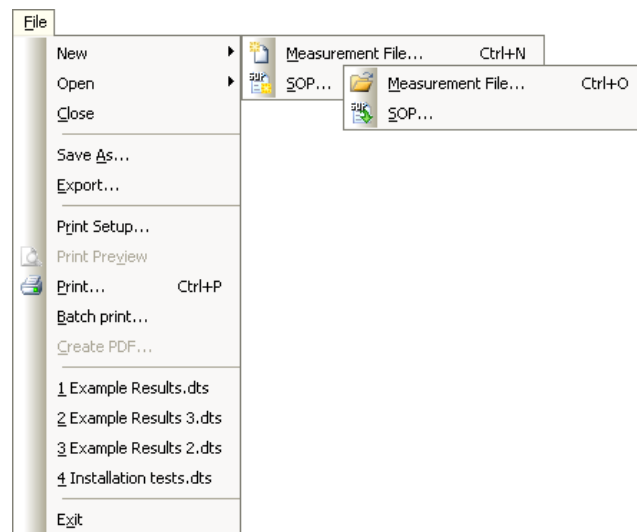 File
New
Measurement File... Ctrl+N
SOP...
Open
Measurement File... Ctrl+O
SOP...
Close
Save As...
Export...
Print Setup...
Print Preview
Print... Ctrl+P
Batch print...
Create PDF...
1 Example Results.dts
2 Example Results 3.dts
3 Example Results 2.dts
4 Installation tests.dts
Exit